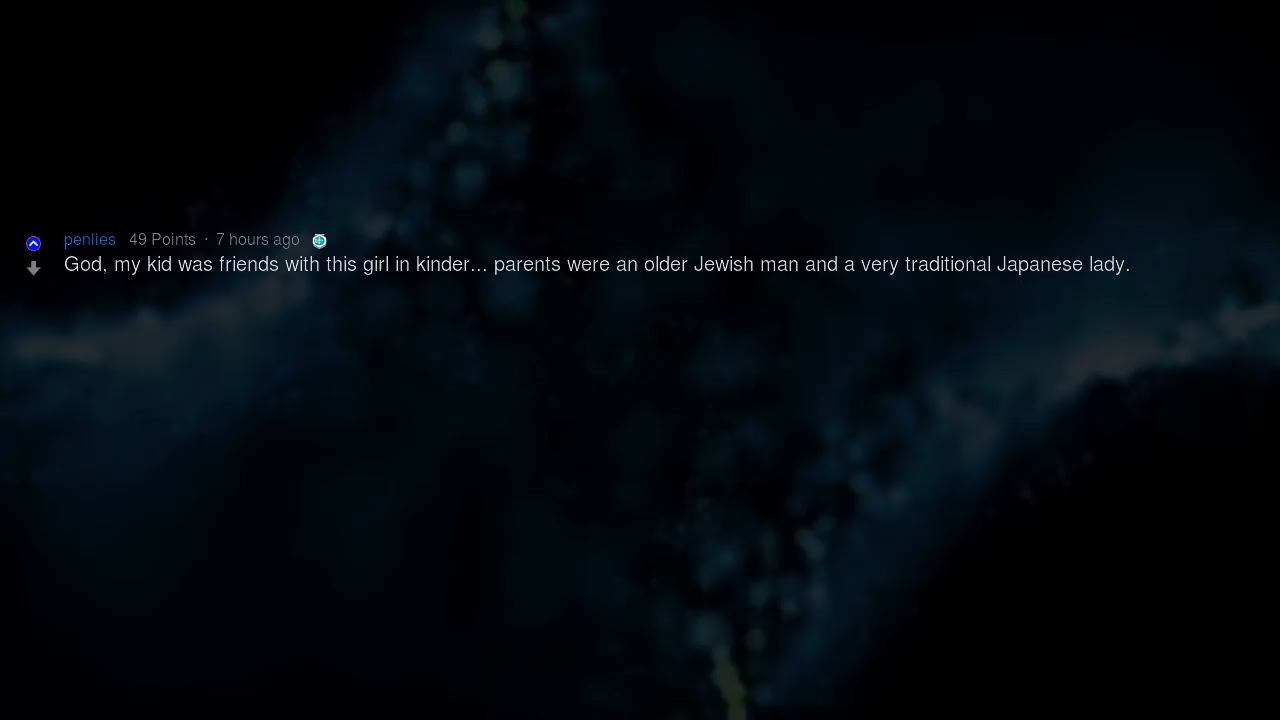 penlies 49 Points · 7 hours ago
God, my kid was friends with this girl in kinder... parents were an older Jewish man and a very traditional Japanese lady.